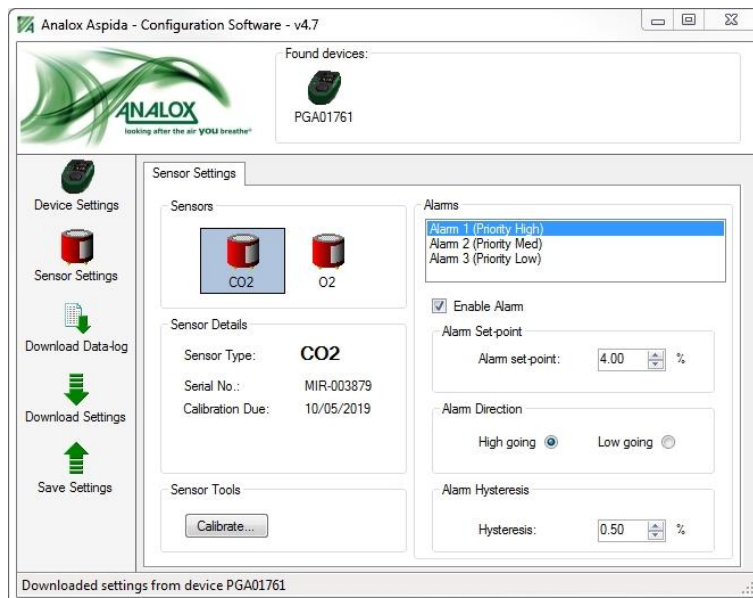 Analox Aspida - Configuration Software - v4.7
ANALOX
looking after the air YOU breathe®
Found devices:
PGA01761
Device Settings
Sensor Settings
Download Data-log
Download Settings
Save Settings
Sensor Settings
Sensors
CO2
O2
Sensor Details
Sensor Type: CO2
Serial No.: MIR-003879
Calibration Due: 10/05/2019
Sensor Tools
Calibrate...
Alarms
Alarm 1 (Priority High)
Alarm 2 (Priority Med)
Alarm 3 (Priority Low)
Enable Alarm
Alarm Set-point
Alarm set-point: 4.00 %
Alarm Direction
High going Low going
Alarm Hysteresis
Hysteresis: 0.50 %
Downloaded settings from device PGA01761